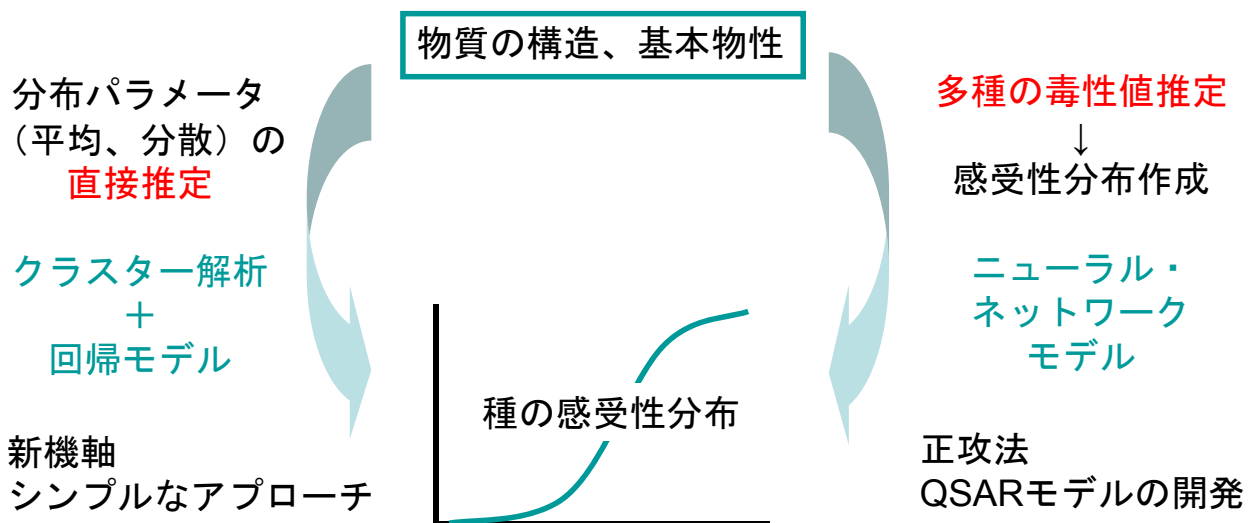 物質の構造、基本物性
分布パラメータ
（平均、分散）の
直接推定
クラスター解析
＋
回帰モデル
新機軸
シンプルなアプローチ
種の感受性分布
多種の毒性値推定
↓
感受性分布作成
ニューラル・
ネットワーク
モデル
正攻法
QSARモデルの開発